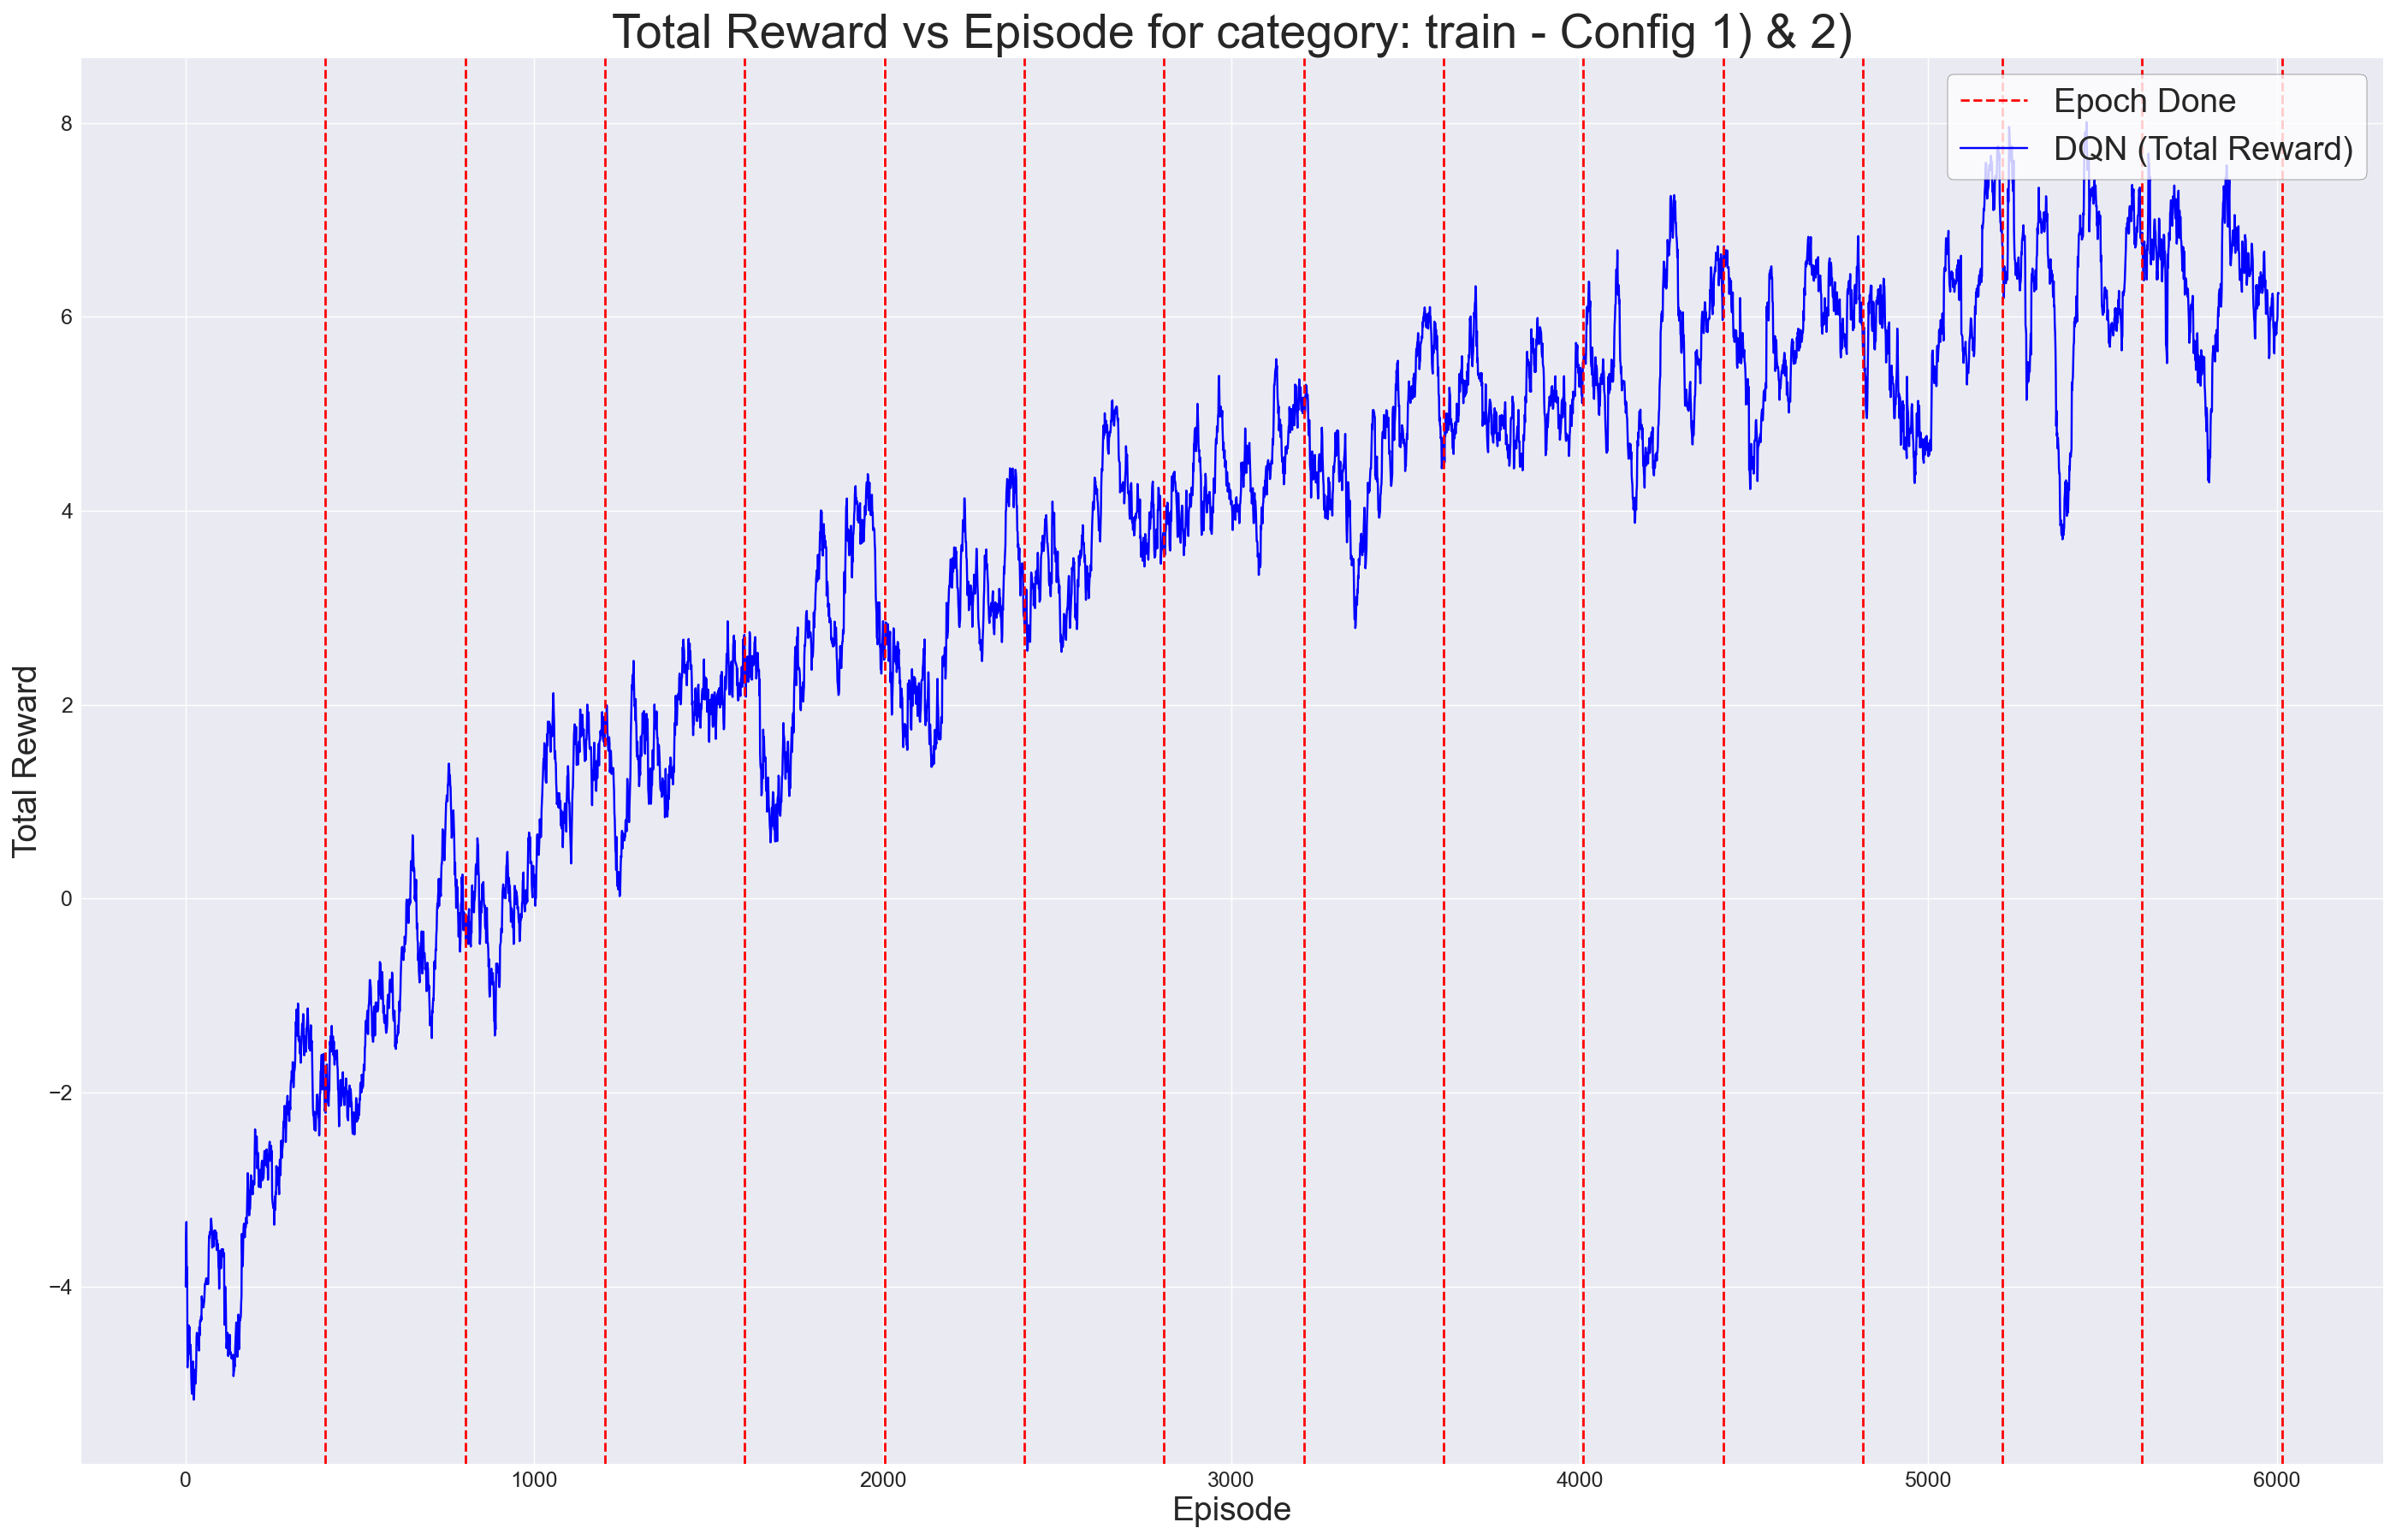 Total Reward vs Episode for category: train - Config 1) & 2)
Epoch Done
DQN (Total Reward)
8
6
4
2
0
−2
−4
Total Reward
0
1000
2000
3000
4000
5000
6000
Episode